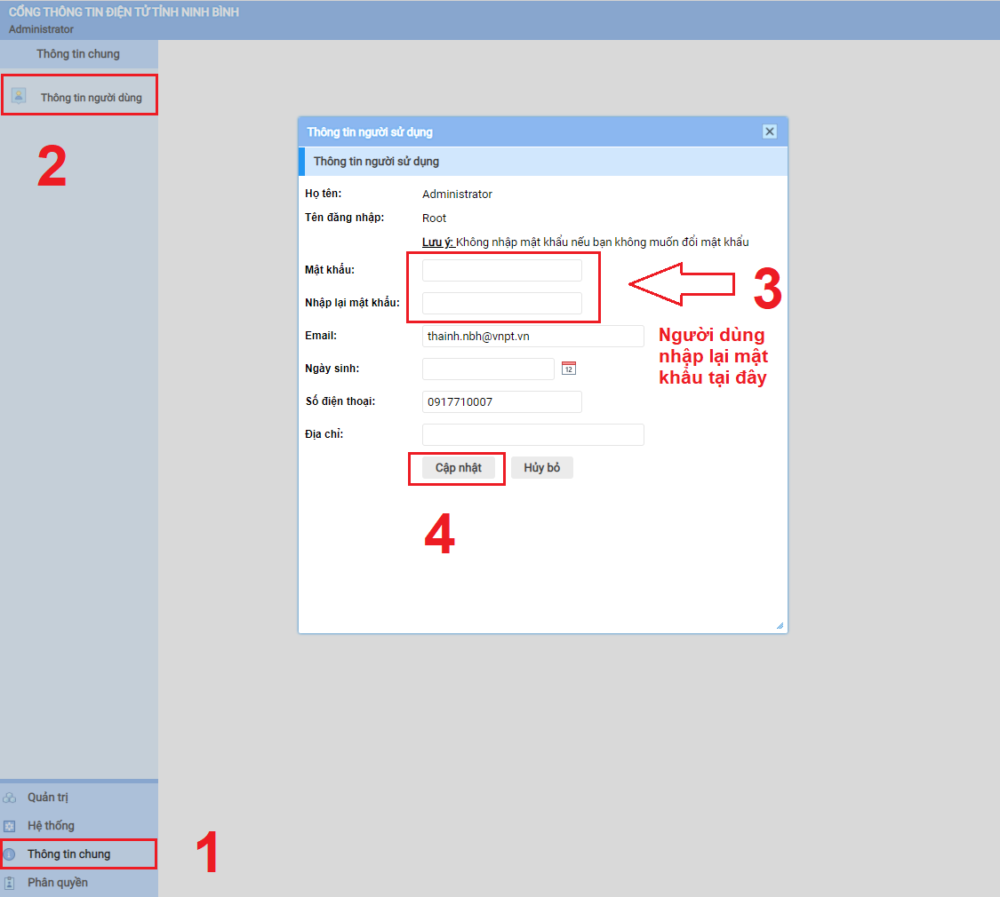 CỔNG THÔNG TIN ĐIỆN TỬ TỈNH NINH BÌNH
Administrator
Thông tin chung
Thông tin người dùng
2
Thông tin người sử dụng
Thông tin người sử dụng
Họ tên: Administrator
Tên đăng nhập: Root
Lưu ý: Không nhập mật khẩu nếu bạn không muốn đổi mật khẩu
Mật khẩu:
Nhập lại mật khẩu:
3
Email: thainh.nbh@vnpt.vn
Người dùng
nhập lại mật
khẩu tại đây
Ngày sinh: 12
Số điện thoại: 0917710007
Địa chỉ:
Cập nhật Hủy bỏ
4
Quản trị
Hệ thống
Thông tin chung
1
Phân quyền